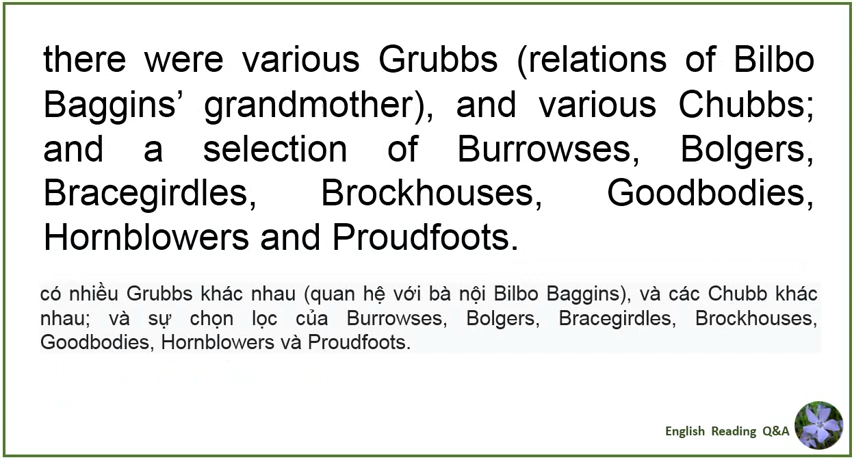 there were various Grubbs (relations of Bilbo
Baggins’ grandmother), and various Chubbs;
and a selection of Burrowses, Bolgers,
Bracegirdles, Brockhouses, Goodbodies,
Hornblowers and Proudfoots.
có nhiều Grubbs khác nhau (quan hệ với bà nội Bilbo Baggins), và các Chubb khác
nhau; và sự chọn lọc của Burrowses, Bolgers, Bracegirdles, Brockhouses,
Goodbodies, Hornblowers và Proudfoots.
English Reading Q&A